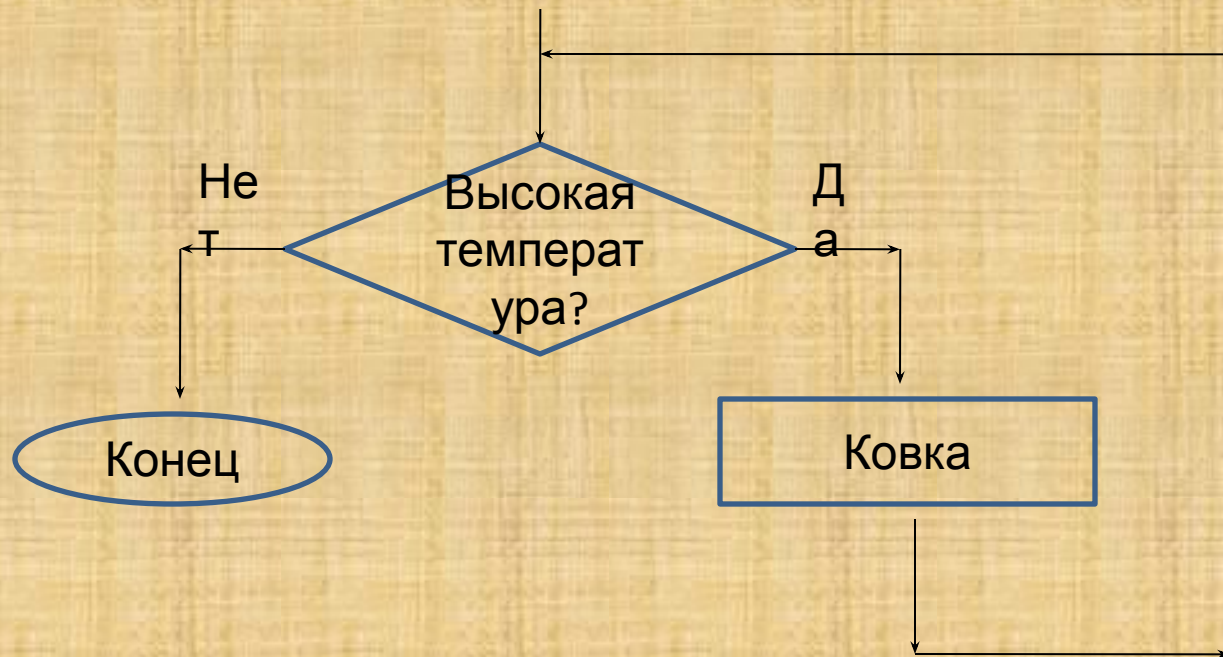 Не
т
Высокая
температ
ура?
Д
а
Конец
Ковка